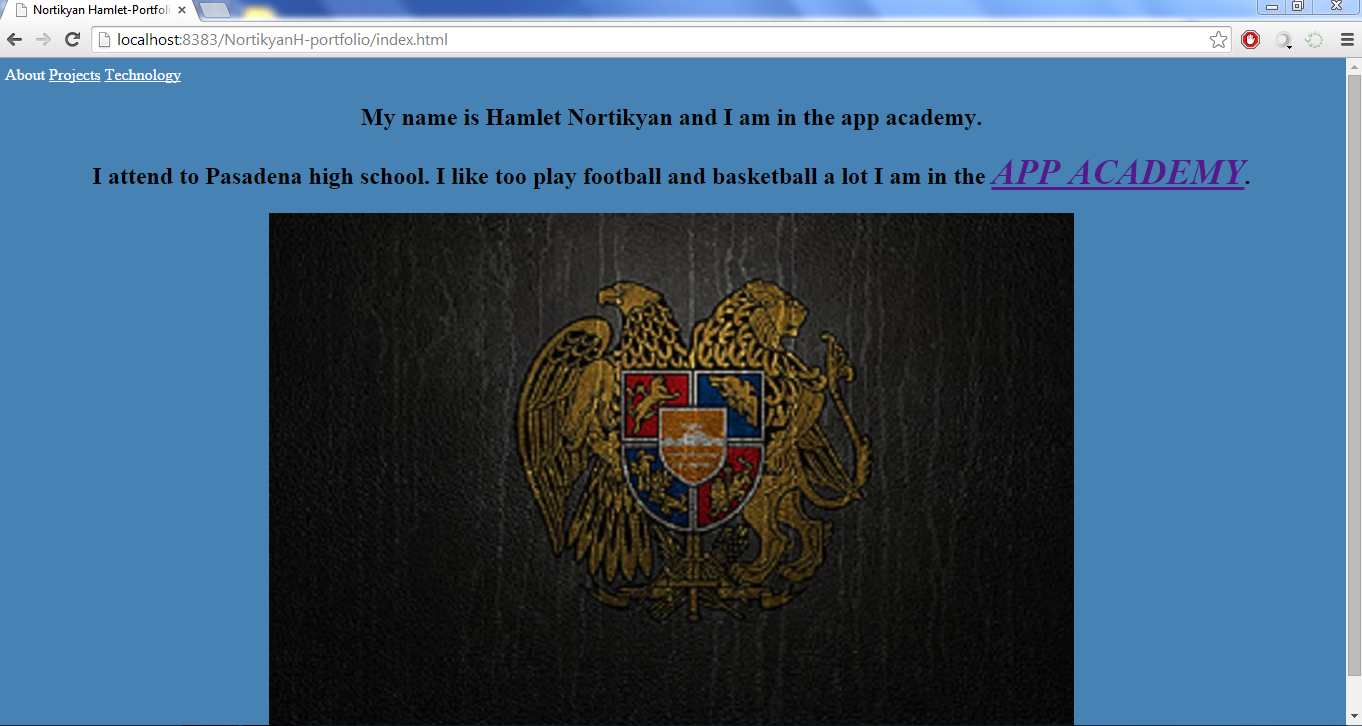 Nortikyan Hamlet-Portfoli
localhost:8383/NortikyanH-portfolio/index.html
About Projects Technology
My name is Hamlet Nortikyan and I am in the app academy.
I attend to Pasadena high school. I like too play football and basketball a lot I am in the APP ACADEMY.